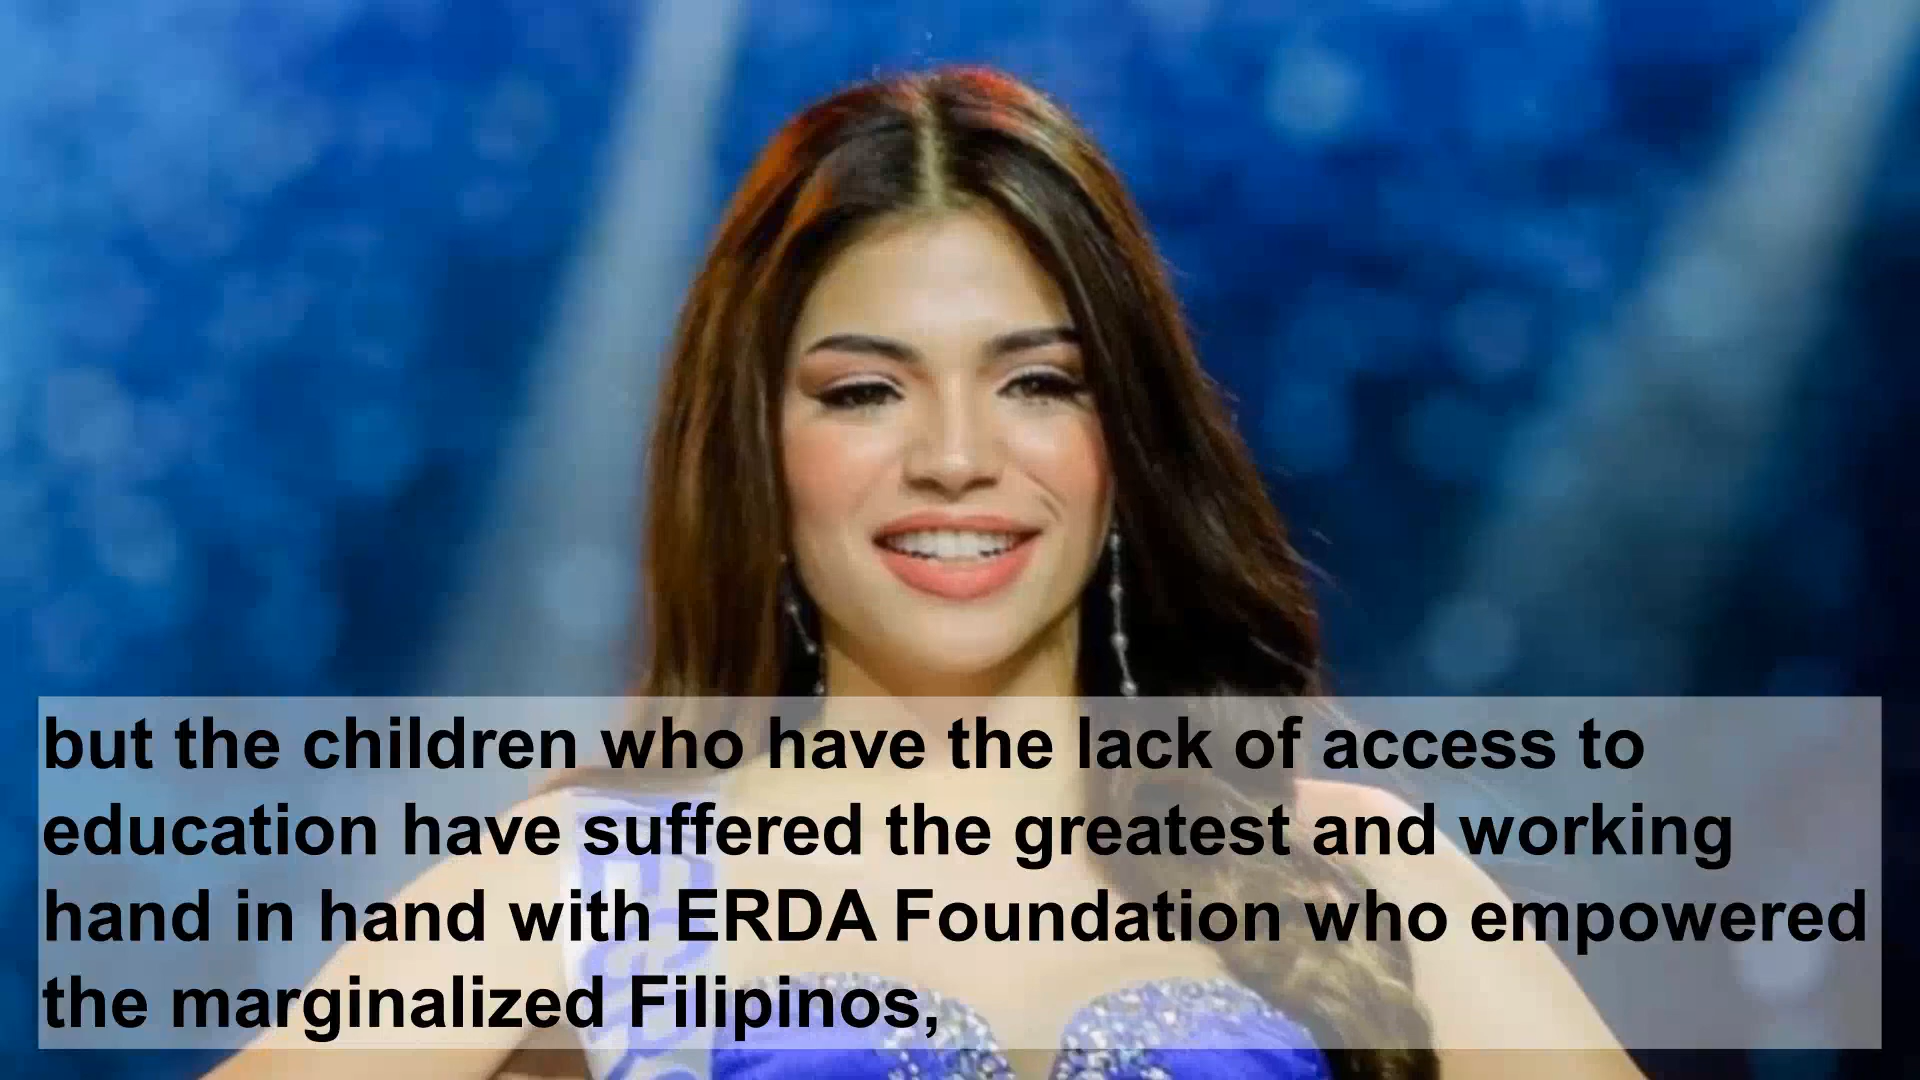 but the children who have the lack of access to
education have suffered the greatest and working
hand in hand with ERDA Foundation who empowered
the marginalized Filipinos,